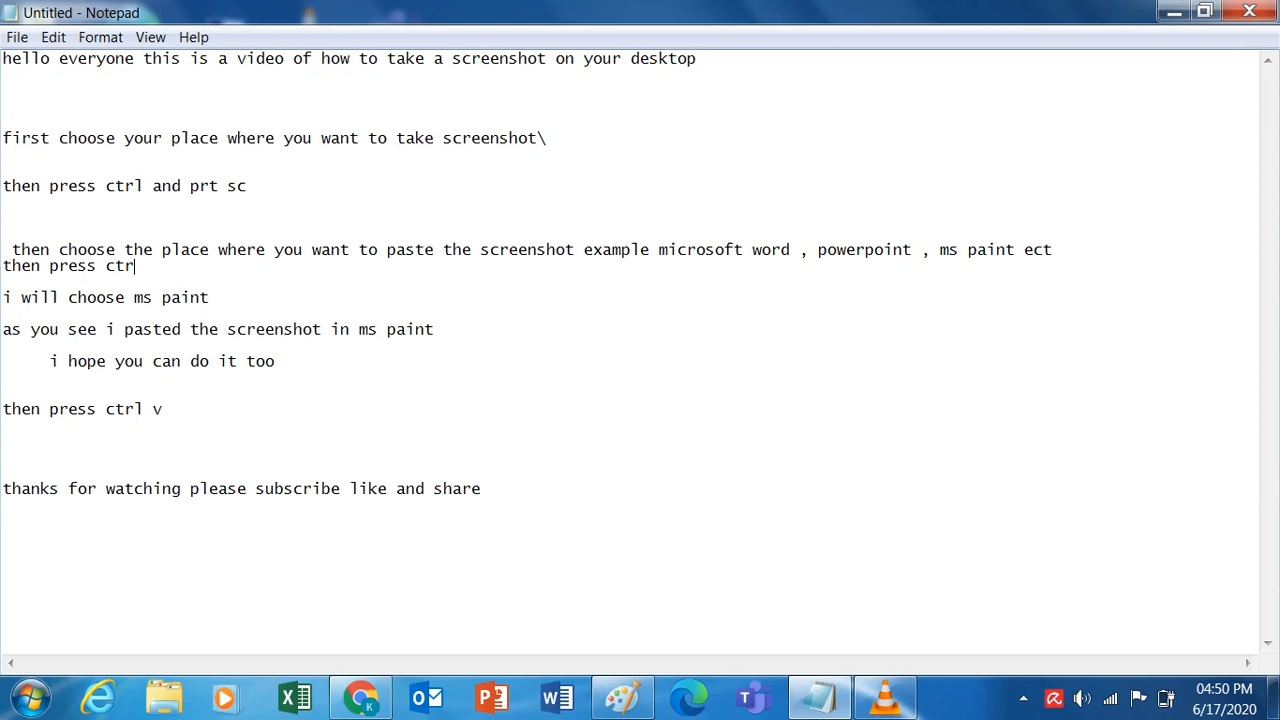 Untitled - Notepad
File Edit Format View Help
hello everyone this is a video of how to take a screenshot on your desktop
first choose your place where you want to take screenshot\
then press ctrl and prt sc
then choose the place where you want to paste the screenshot example microsoft word , powerpoint , ms paint ect
then press ctr
i will choose ms paint
as you see i pasted the screenshot in ms paint
i hope you can do it too
then press ctrl v
thanks for watching please subscribe like and share
04:50 PM
6/17/2020